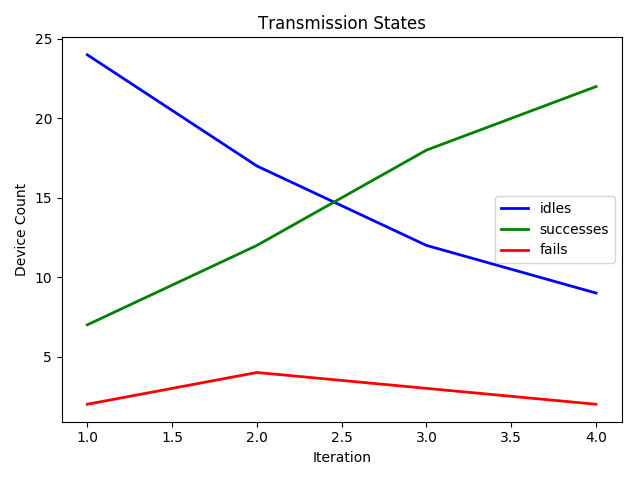 Transmission States
25
20
15
10
5
Device Count
idles
successes
fails
1.0 1.5 2.0 2.5 3.0 3.5 4.0
Iteration